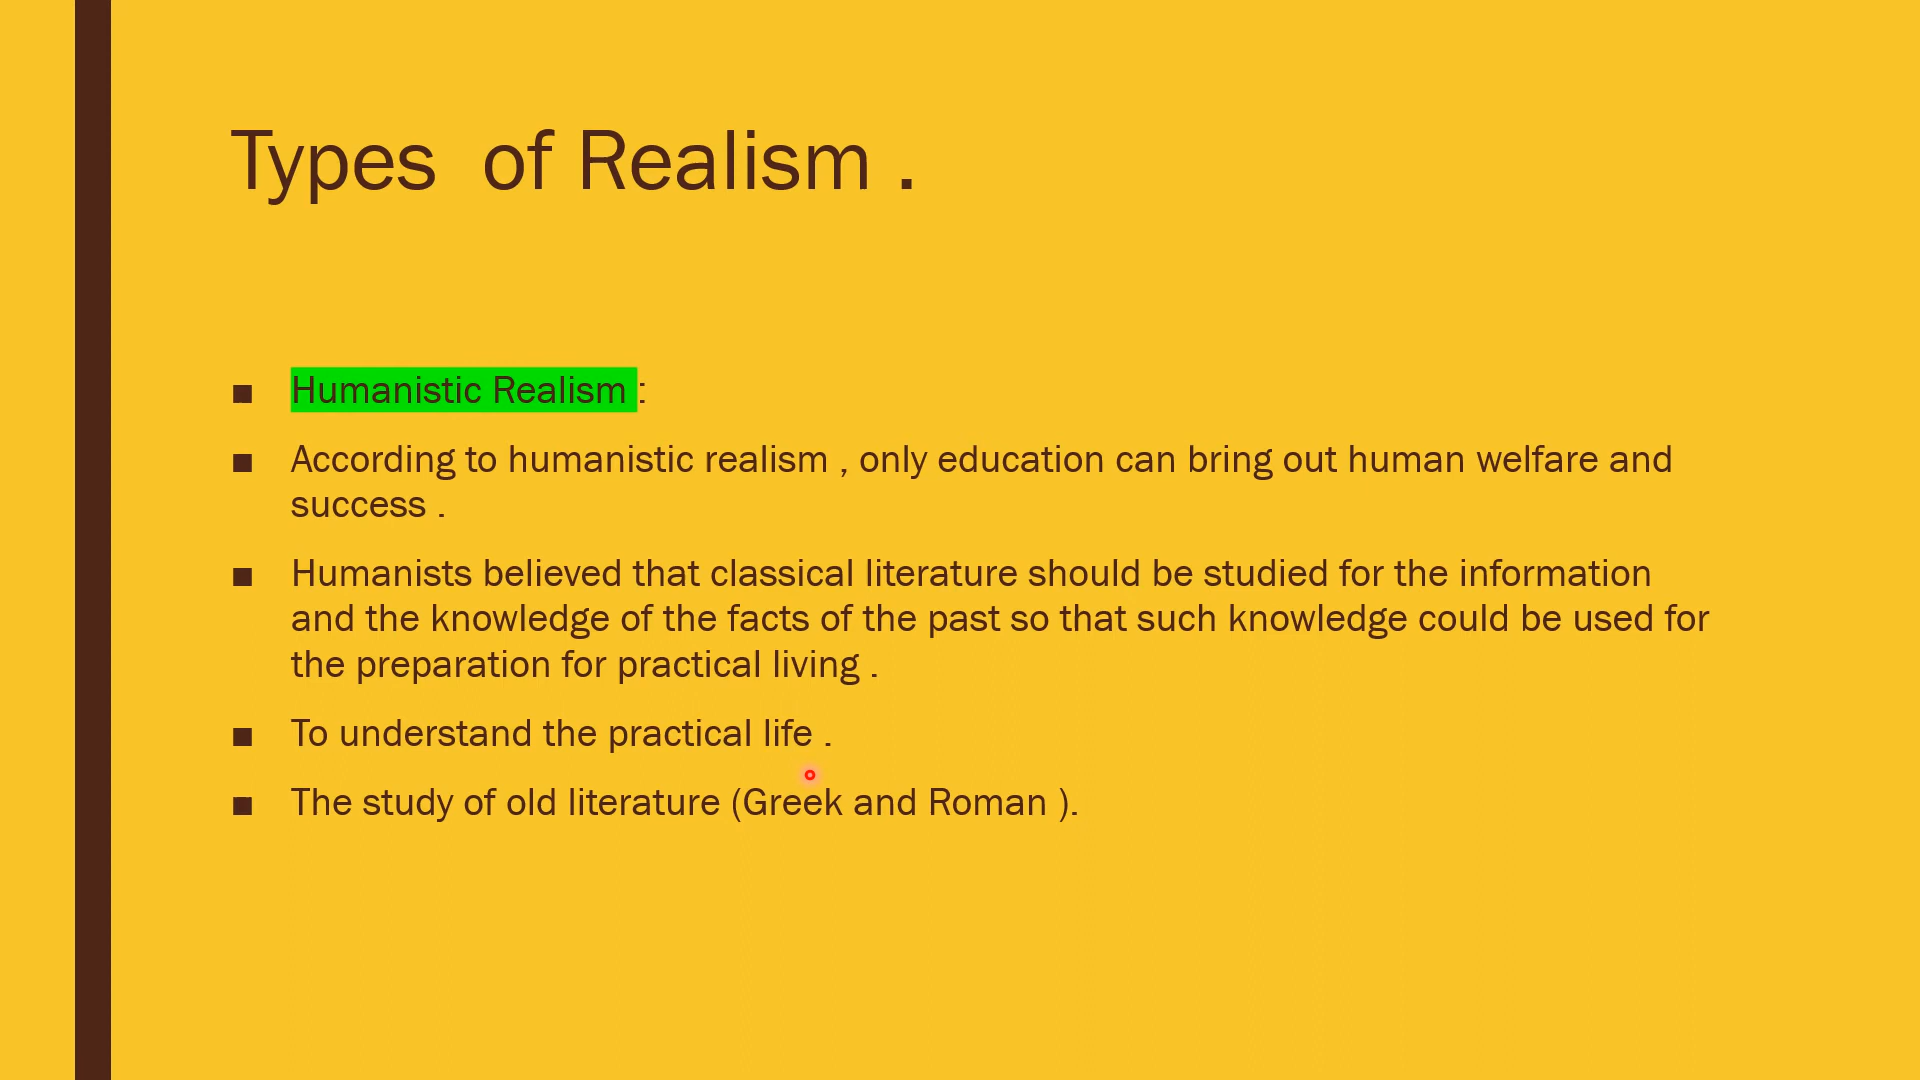 Types of Realism .
■ Humanistic Realism :
■ According to humanistic realism , only education can bring out human welfare and
success .
■ Humanists believed that classical literature should be studied for the information
and the knowledge of the facts of the past so that such knowledge could be used for
the preparation for practical living .
■ To understand the practical life .
■ The study of old literature (Greek and Roman ).